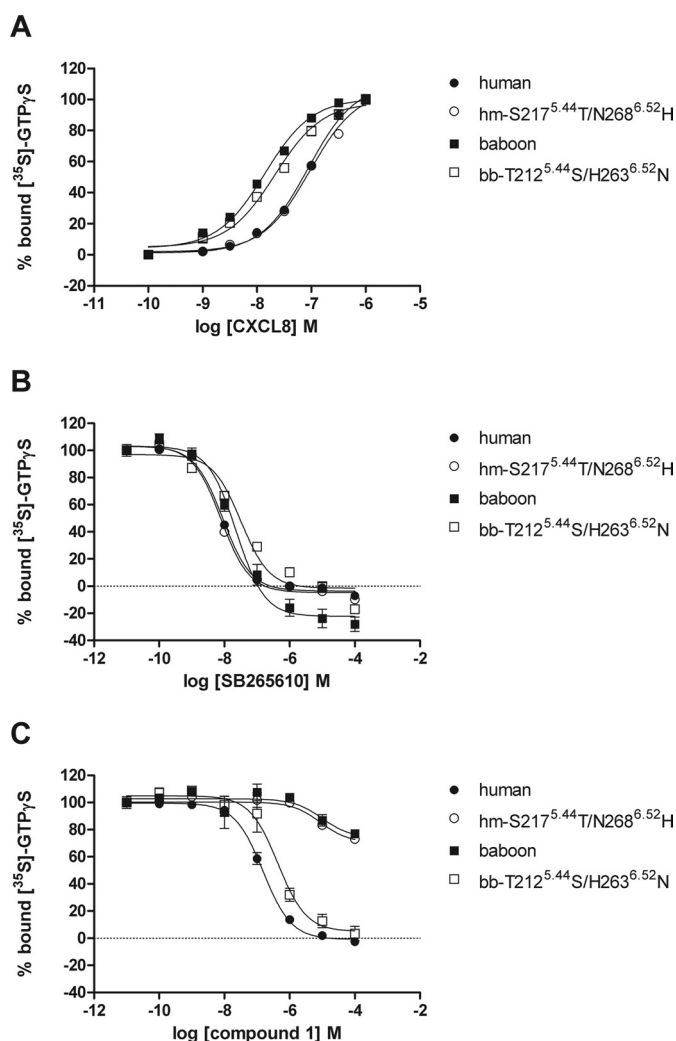 A
120
100
80
60
40
20
0
-20
-11 -10 -9 -8 -7 -6 -5
log [CXCL8] M
% bound [³⁵S]-GTPγS
human
hm-S217⁵·⁴⁴T/N268⁶·⁵²H
baboon
bb-T212⁵·⁴⁴S/H263⁶·⁵²N
B
120
100
80
60
40
20
0
-20
-40
-12 -10 -8 -6 -4 -2
log [SB265610] M
% bound [³⁵S]-GTPγS
human
hm-S217⁵·⁴⁴T/N268⁶·⁵²H
baboon
bb-T212⁵·⁴⁴S/H263⁶·⁵²N
C
120
100
80
60
40
20
0
-20
-40
-12 -10 -8 -6 -4 -2
log [compound 1] M
% bound [³⁵S]-GTPγS
human
hm-S217⁵·⁴⁴T/N268⁶·⁵²H
baboon
bb-T212⁵·⁴⁴S/H263⁶·⁵²N